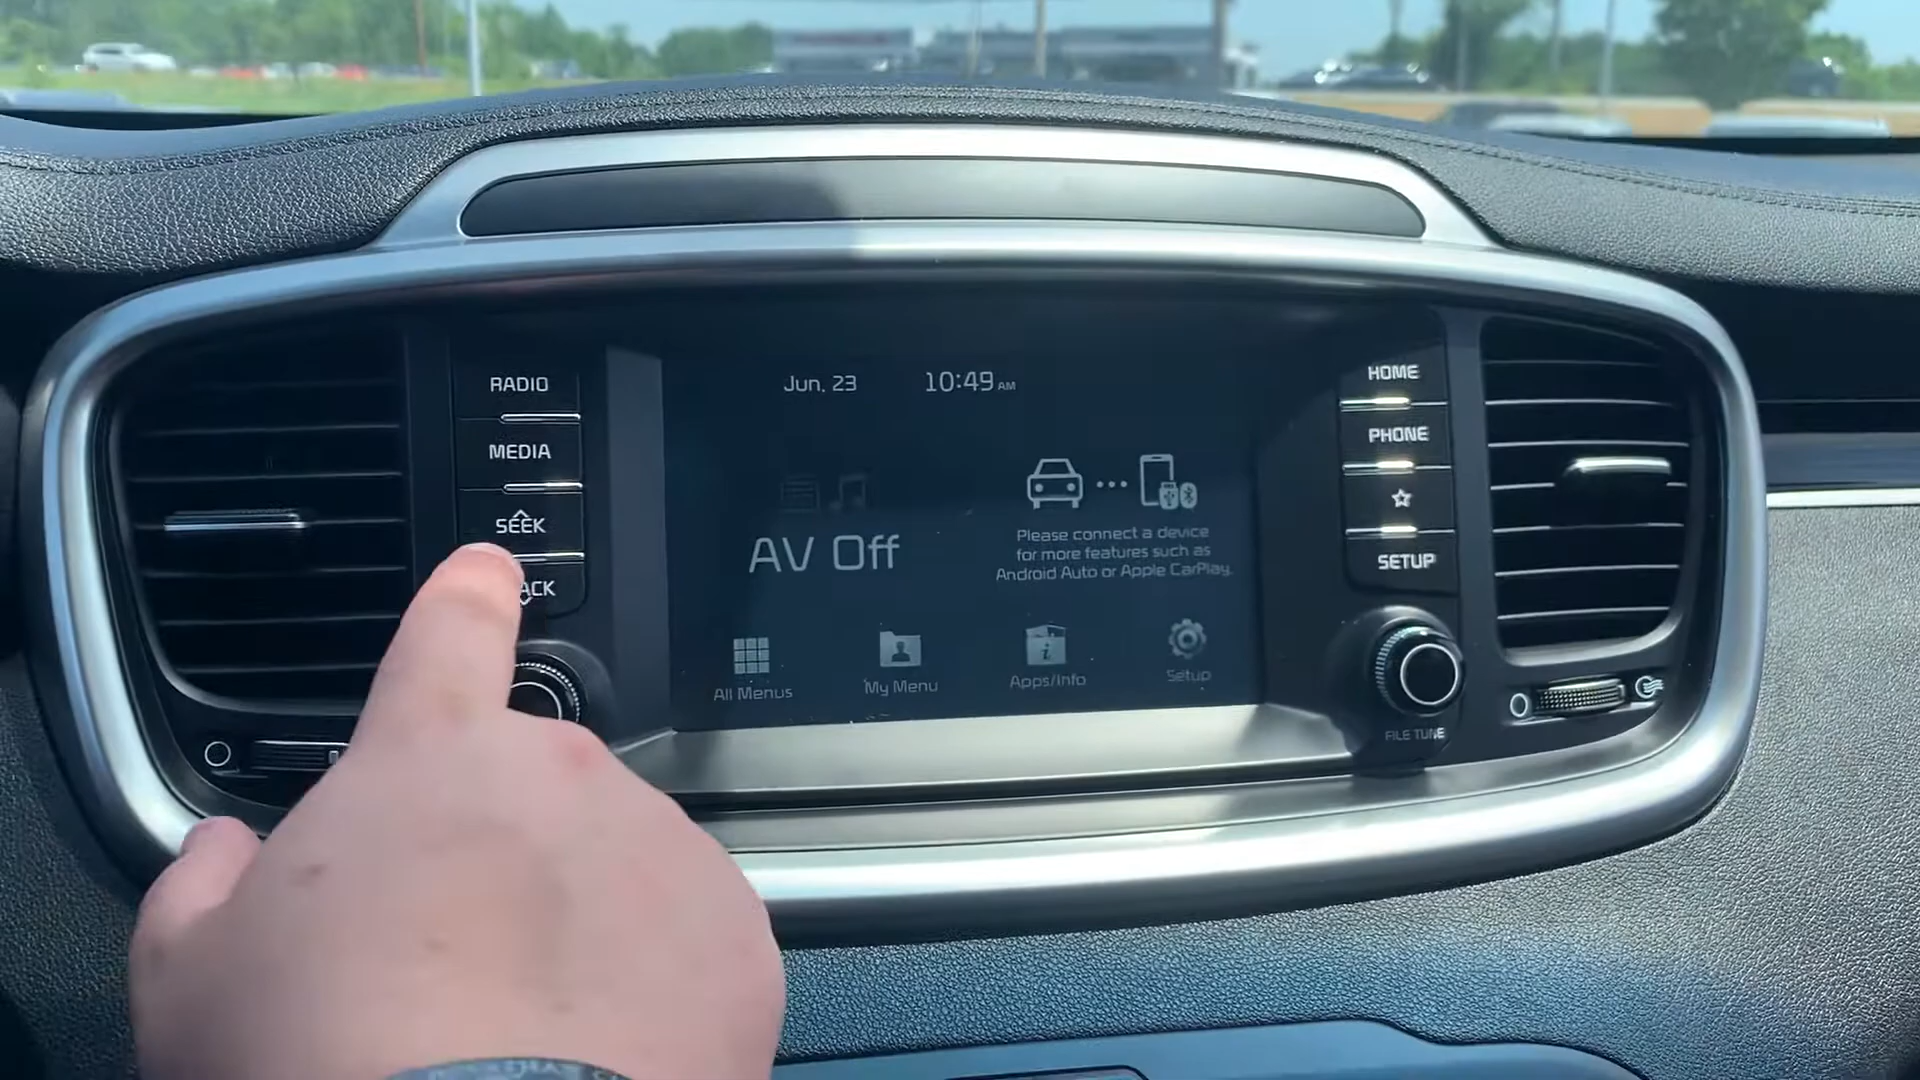 RADIO
MEDIA
SEEK
ACK
Jun, 23 10:49 AM
AV Off
Please connect a device
for more features such as
Android Auto or Apple CarPlay.
All Menus
My Menu
Apps/Info
Setup
HOME
PHONE
SETUP
FILE TUNE